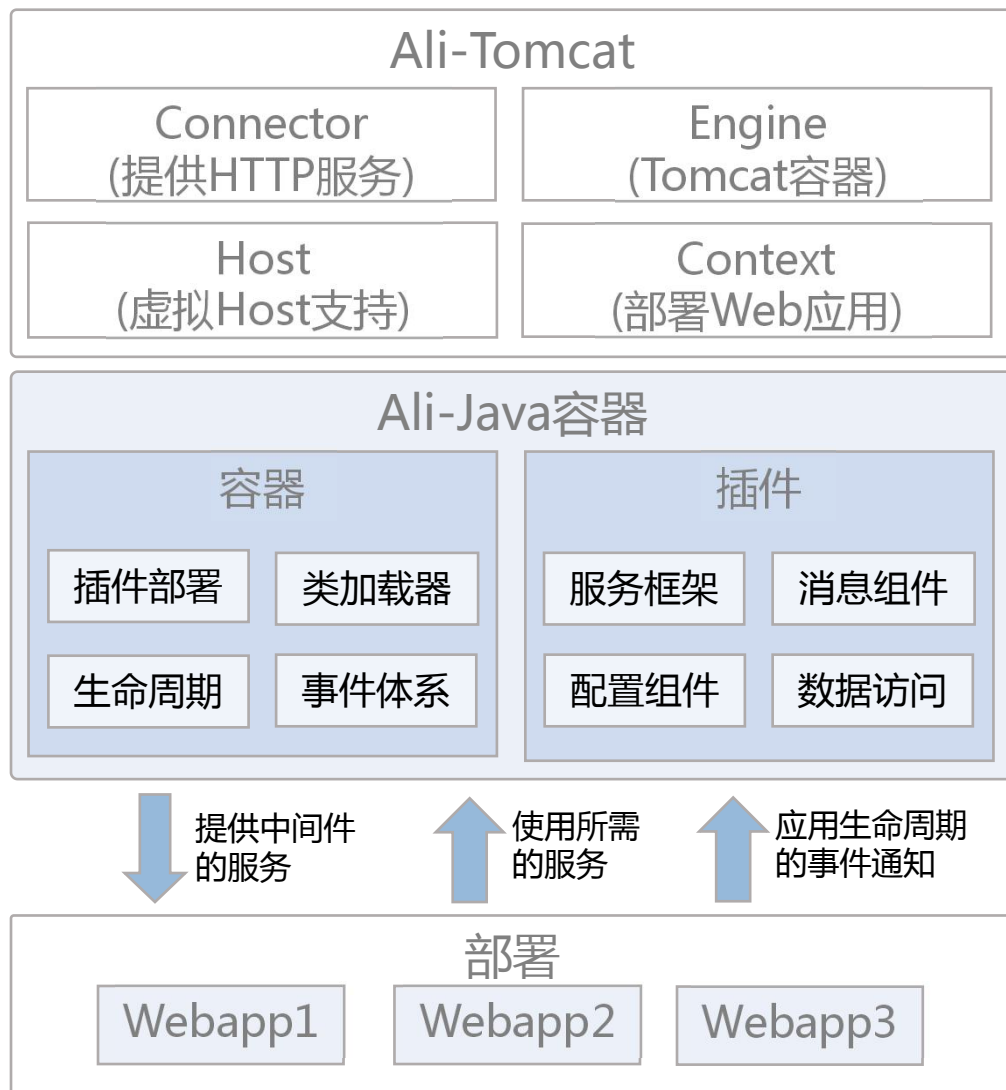 Ali-Tomcat
Connector
(提供HTTP服务)
Engine
(Tomcat容器)
Host
(虚拟Host支持)
Context
(部署Web应用)
Ali-Java容器
容器
插件部署
类加载器
生命周期
事件体系
插件
服务框架
消息组件
配置组件
数据访问
提供中间件
的服务
使用所需
的服务
应用生命周期
的事件通知
部署
Webapp1
Webapp2
Webapp3